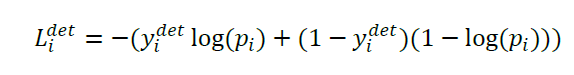 $L_i^{det} = -(y_i^{det} \log(p_i) + (1 - y_i^{det})(1 - \log(p_i)))$